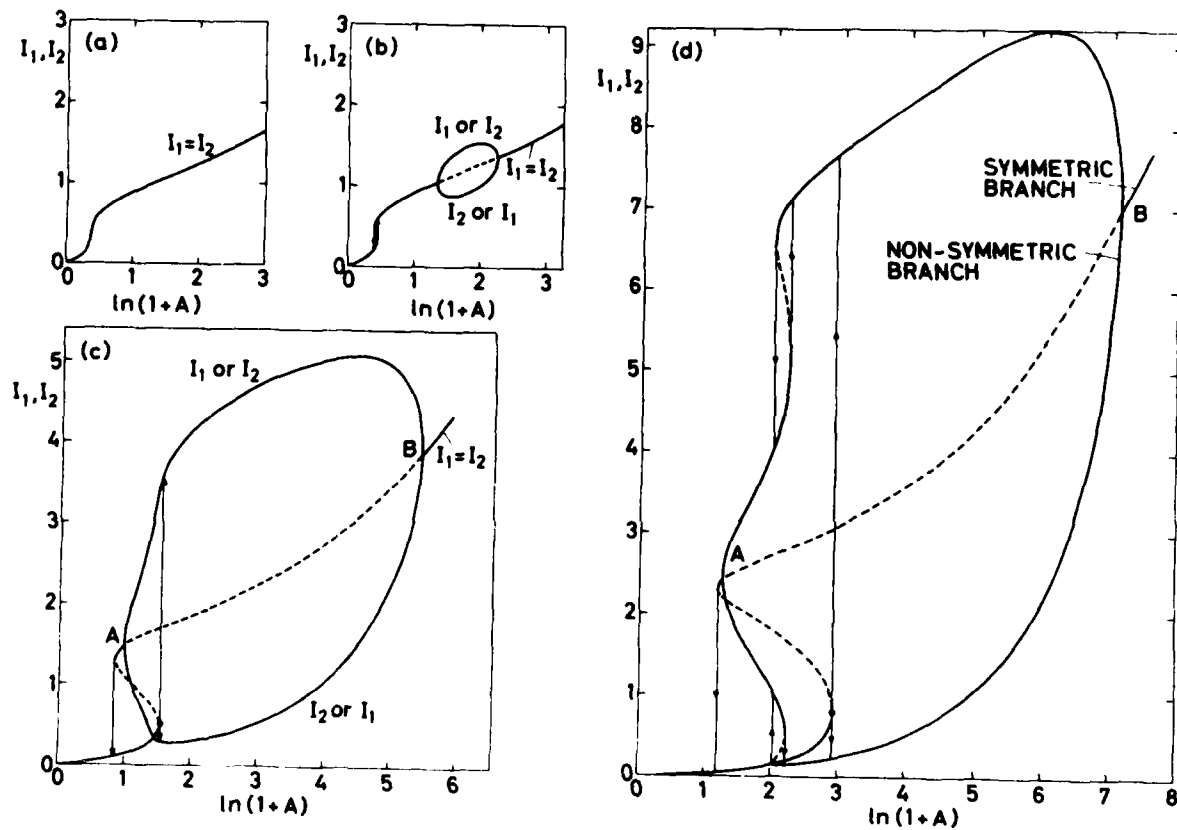 (a)
I₁,I₂
3
2
1
0
I₁=I₂
0 1 2 3
ln(1+A)
(b)
I₁,I₂
3
2
1
0
I₁ or I₂
I₁=I₂
I₂ or I₁
0 1 2 3
ln(1+A)
(c)
I₁,I₂
5
4
3
2
1
0
I₁ or I₂
B
I₁=I₂
A
I₂ or I₁
0 1 2 3 4 5 6
ln(1+A)
(d)
I₁,I₂
9
8
7
6
5
4
3
2
1
0
SYMMETRIC
BRANCH
B
NON-SYMMETRIC
BRANCH
A
0 1 2 3 4 5 6 7 8
ln(1+A)